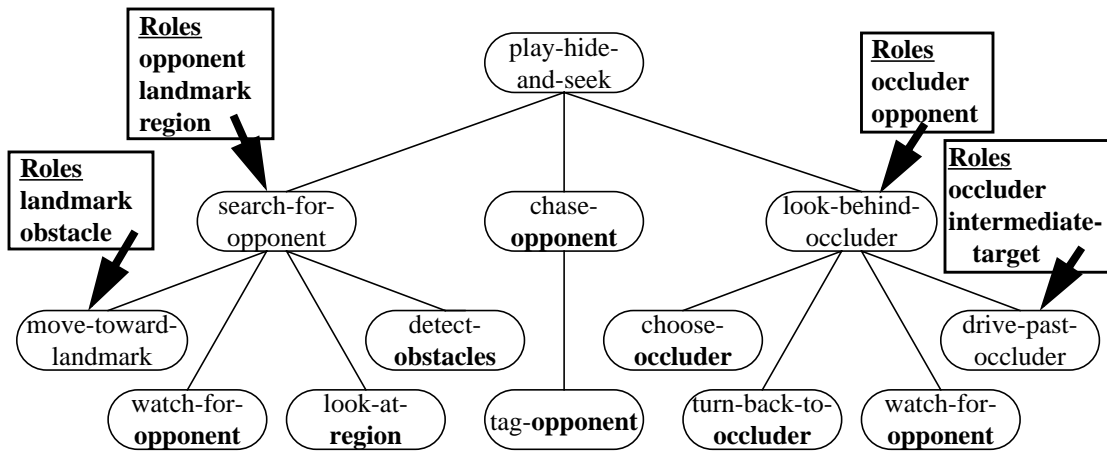 Roles
opponent
landmark
region
play-hide-
and-seek
Roles
occluder
opponent
Roles
landmark
obstacle
Roles
occluder
intermediate-
target
search-for-
opponent
chase-
opponent
look-behind-
occluder
move-toward-
landmark
detect-
obstacles
choose-
occluder
drive-past-
occluder
watch-for-
opponent
look-at-
region
tag-opponent
turn-back-to-
occluder
watch-for-
opponent